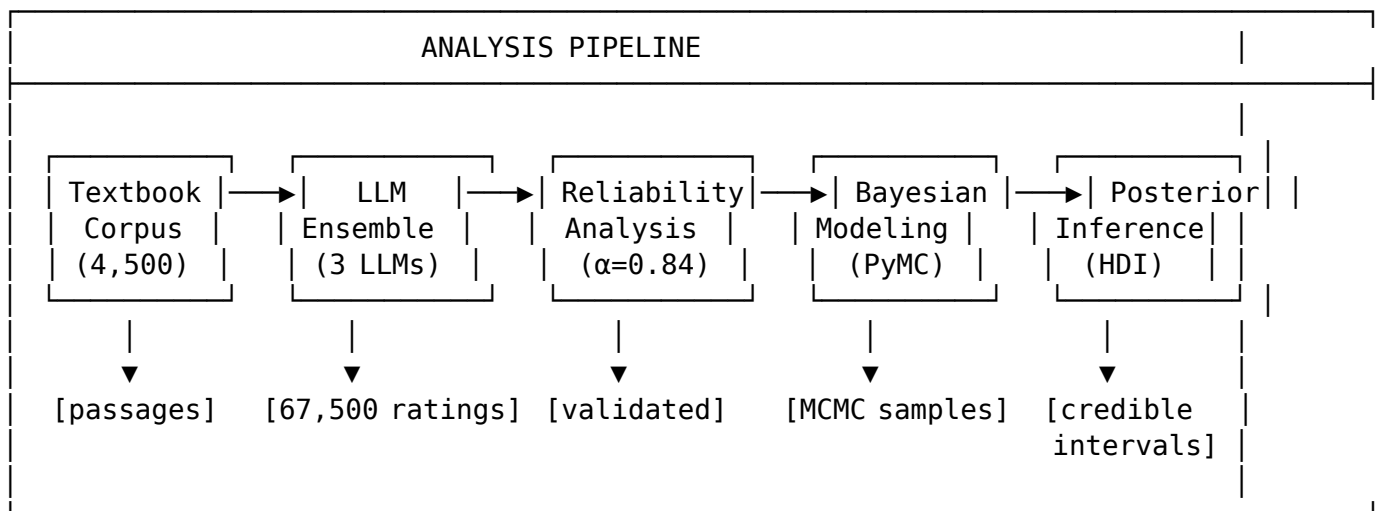 ANALYSIS PIPELINE
Textbook LLM Reliability Bayesian Posterior
Corpus Ensemble Analysis Modeling Inference
(4,500) (3 LLMs) (α=0.84) (PyMC) (HDI)
[passages] [67,500 ratings] [validated] [MCMC samples] [credible
intervals]